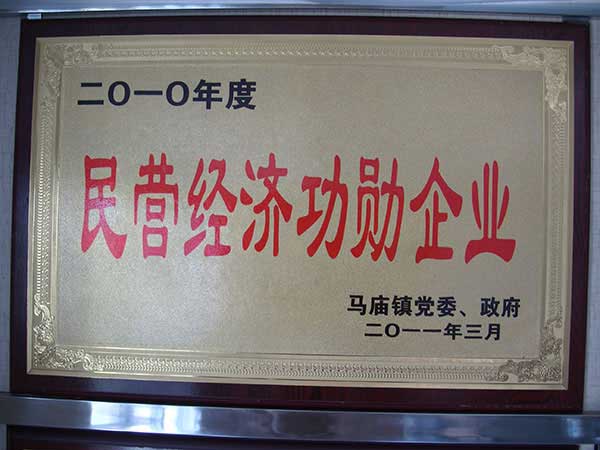 二O一O年度
民营经济功勋企业
马庙镇党委、政府
二O一一年三月